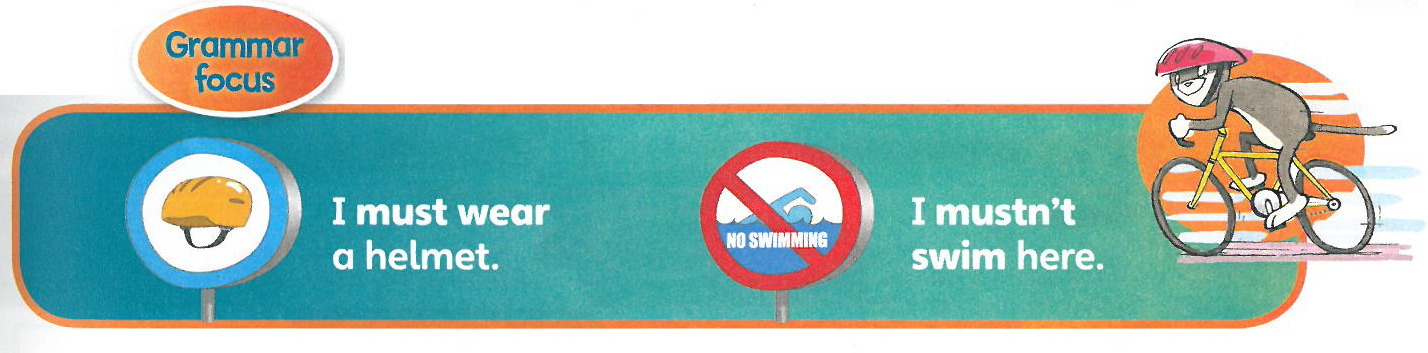 Grammar
focus
I must wear
a helmet.
NO SWIMMING
I mustn't
swim here.